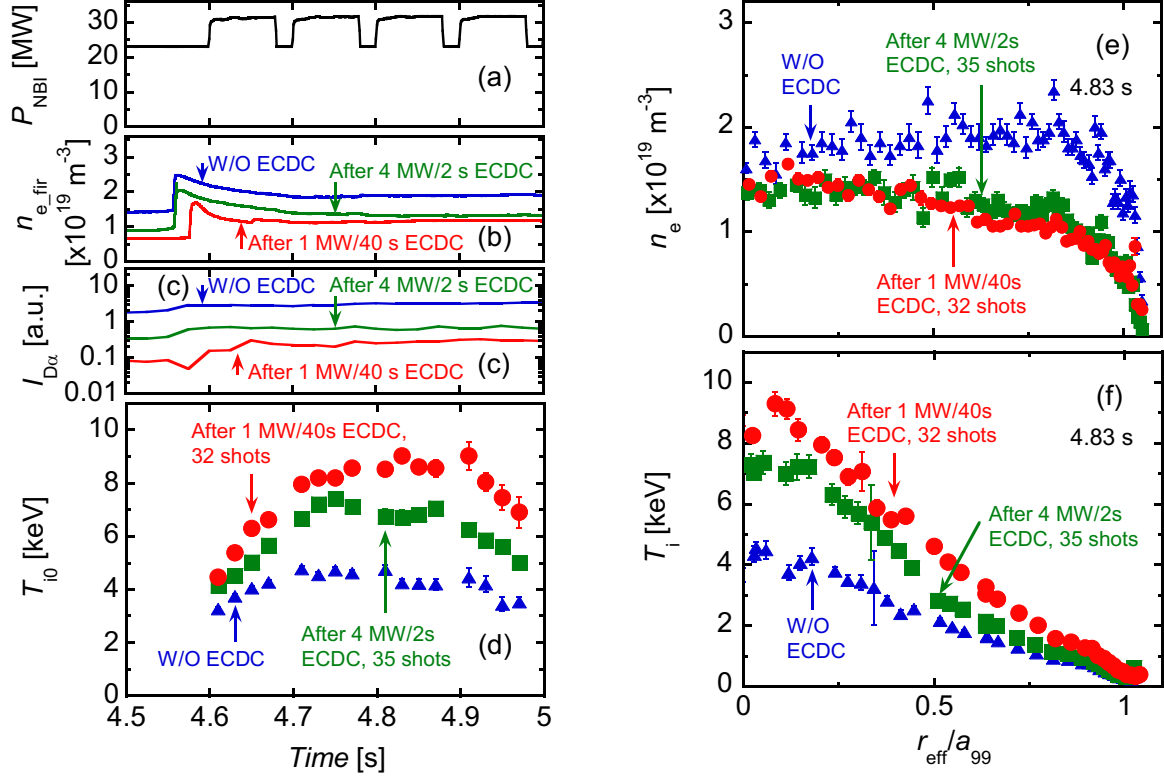 P_NBI [MW]
30
20
10
0
(a)
n_e_fir
[x10^19 m^-3]
3
2
1
0
W/O ECDC
After 4 MW/2 s ECDC
After 1 MW/40 s ECDC
(b)
I_Dα [a.u.]
10
1
0.1
0.01
(c)
W/O ECDC
After 4 MW/2 s ECDC
After 1 MW/40 s ECDC
(c)
T_i0 [keV]
10
8
6
4
2
0
After 1 MW/40s ECDC,
32 shots
W/O ECDC
After 4 MW/2s
ECDC, 35 shots
(d)
4.5
4.6
4.7
4.8
4.9
5
Time [s]
n_e [x10^19 m^-3]
3
2
1
0
W/O
ECDC
After 4 MW/2s
ECDC, 35 shots
(e)
4.83 s
After 1 MW/40s
ECDC, 32 shots
T_i [keV]
10
8
6
4
2
0
After 1 MW/40s
ECDC, 32 shots
(f)
4.83 s
After 4 MW/2s
ECDC, 35 shots
W/O
ECDC
0
0.5
1
r_eff/a_99